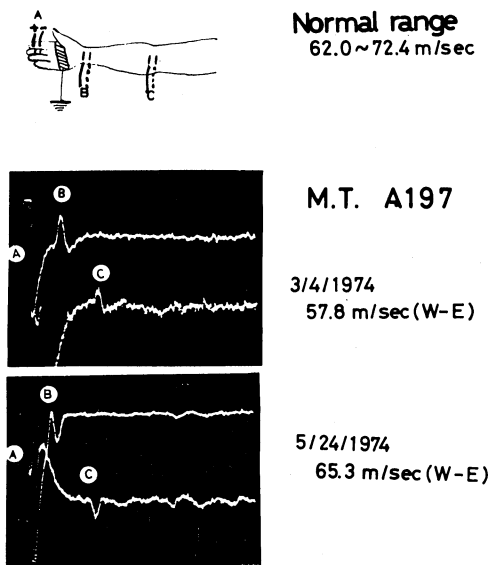 A
+ -
B
C
Normal range
62.0~72.4 m/sec
B
A
C
M.T. A197
3/4/1974
57.8 m/sec (W-E)
B
A
C
5/24/1974
65.3 m/sec (W-E)